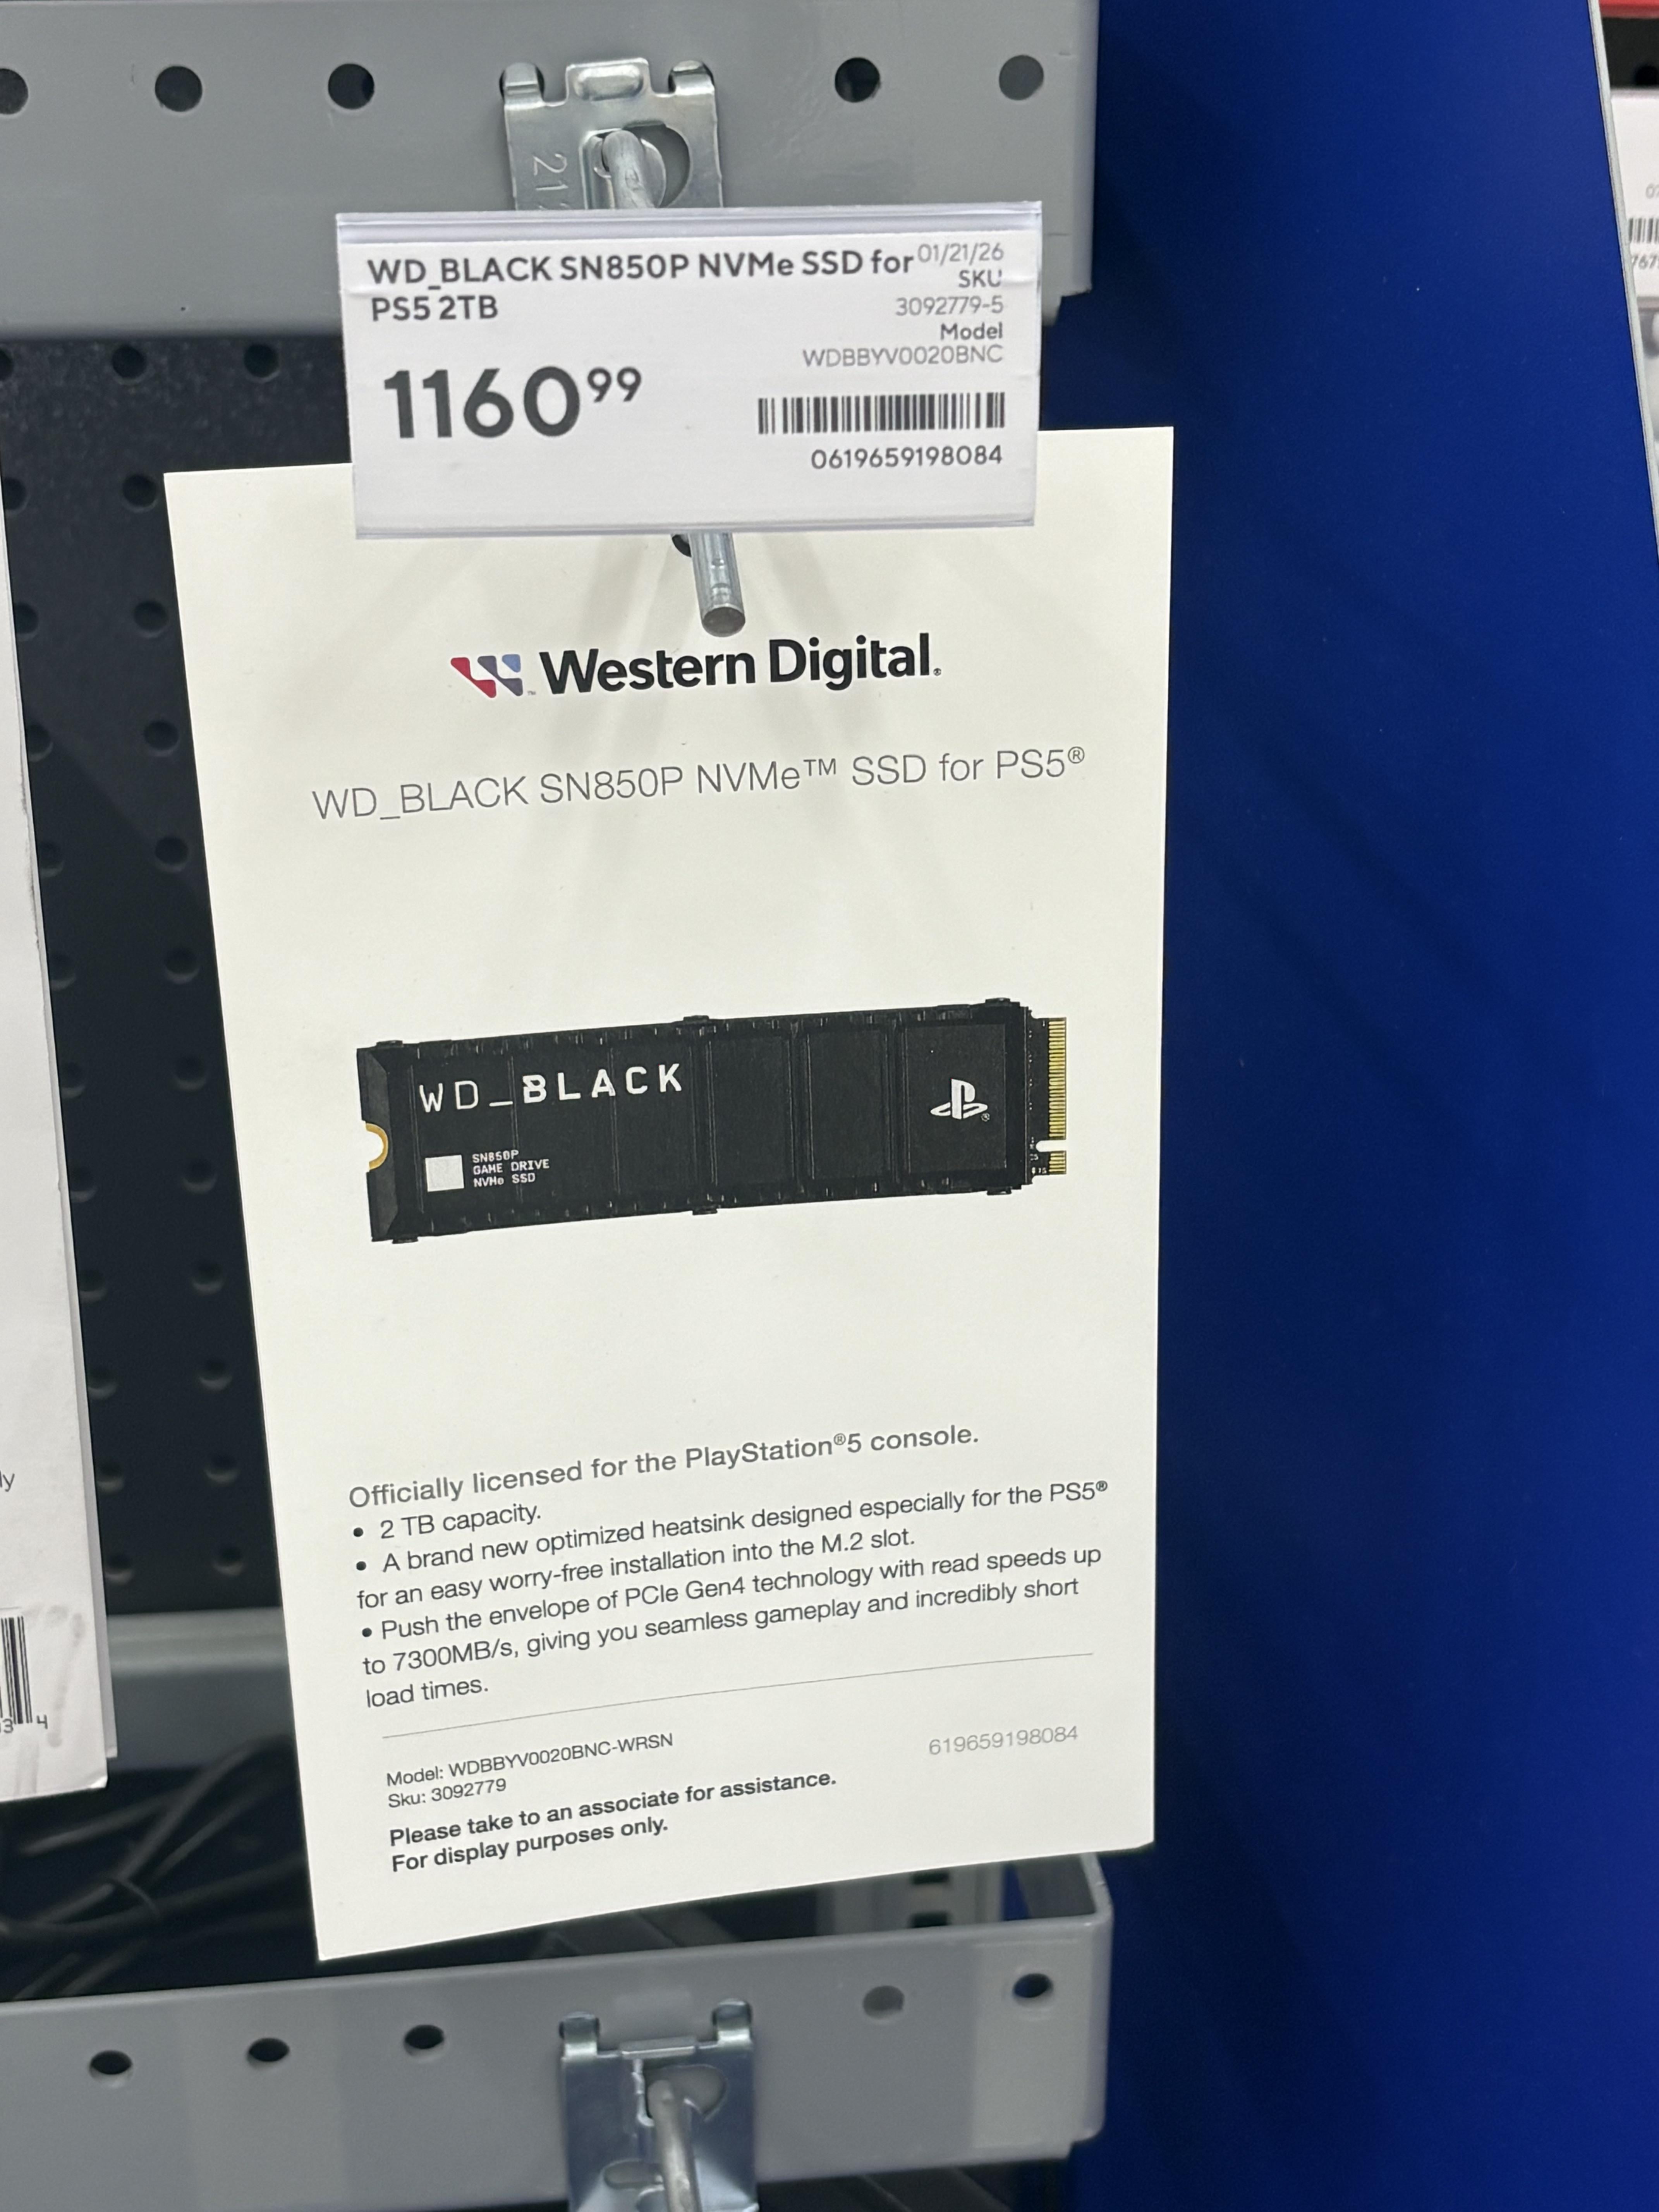 21
WD_BLACK SN850P NVMe SSD for
PS5 2TB
1160⁹⁹
01/21/26
SKU
3092779-5
Model
WDBBYV0020BNC
0619659198084
Western Digital.
WD_BLACK SN850P NVMe™ SSD for PS5®
WD_BLACK
SN850P
GAME DRIVE
NVMe SSD
Officially licensed for the PlayStation®5 console.
• 2 TB capacity.
• A brand new optimized heatsink designed especially for the PS5®
for an easy worry-free installation into the M.2 slot.
• Push the envelope of PCIe Gen4 technology with read speeds up
to 7300MB/s, giving you seamless gameplay and incredibly short
load times.
Model: WDBBYV0020BNC-WRSN
Sku: 3092779
619659198084
Please take to an associate for assistance.
For display purposes only.
ly
3 4